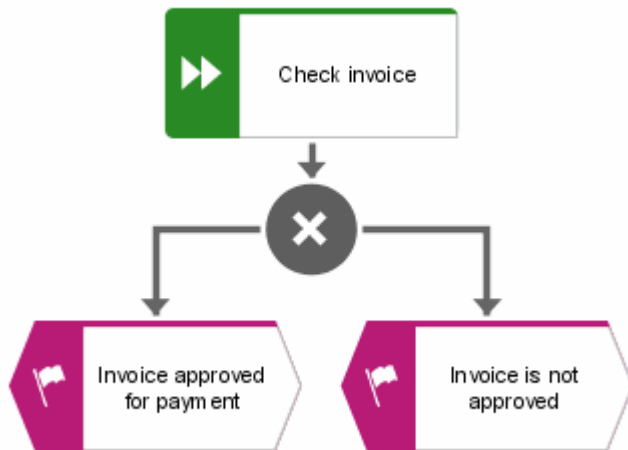 Check invoice
Invoice approved
for payment
Invoice is not
approved